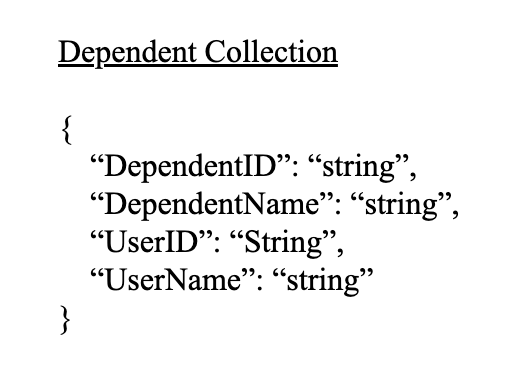 Dependent Collection
{
“DependentID”: “string”,
“DependentName”: “string”,
“UserID”: “String”,
“UserName”: “string”
}